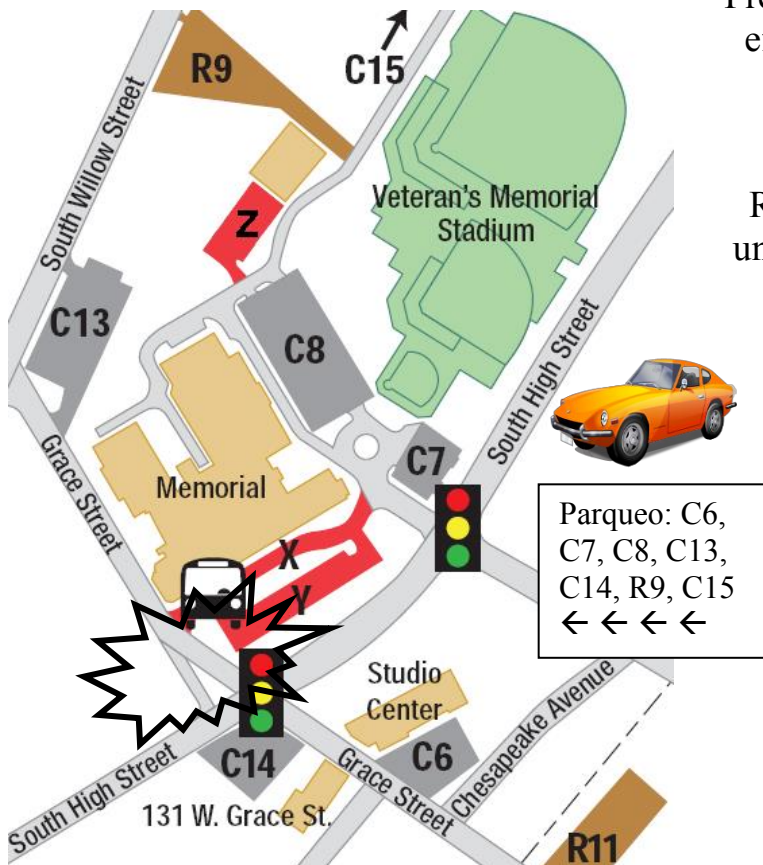 R9
C15
South Willow Street
Z
Veteran's Memorial
Stadium
C13
C8
South High Street
Grace Street
Memorial
C7
X
Y
Parqueo: C6,
C7, C8, C13,
C14, R9, C15
← ← ← ←
Studio
Center
Chesapeake Avenue
South High Street
C14
Grace Street
C6
131 W. Grace St.
R11